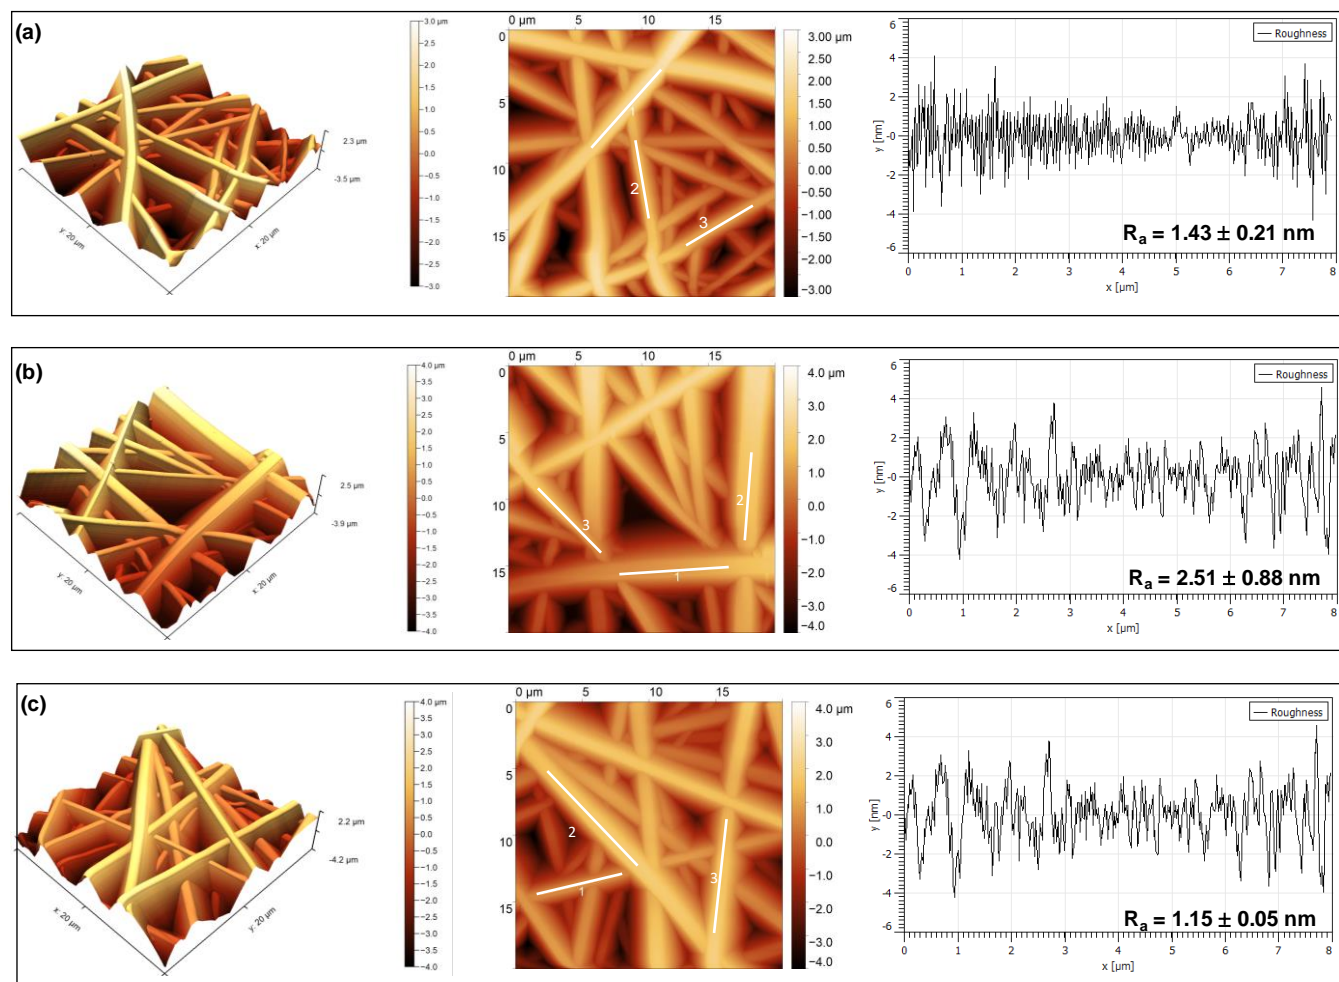 (a)
3.0 µm
2.5
2.0
1.5
1.0
0.5
0.0
−0.5
−1.0
−1.5
−2.0
−2.5
−3.0
2.3 µm
-3.5 µm
y: 20 µm
x: 20 µm
0 µm 5 10 15
0
5
10
15
1
2
3
3.00 µm
2.50
2.00
1.50
1.00
0.50
0.00
−0.50
−1.00
−1.50
−2.00
−3.00
Roughness
6
4
2
-0
-2
-4
-6
y [nm]
Ra = 1.43 ± 0.21 nm
0 1 2 3 4 5 6 7 8
x [µm]
(b)
4.0 µm
3.5
3.0
2.5
2.0
1.5
1.0
0.5
0.0
−0.5
−1.0
−1.5
−2.0
−2.5
−3.0
−3.5
−4.0
2.5 µm
-3.9 µm
y: 20 µm
x: 20 µm
0 µm 5 10 15
0
5
10
15
1
2
3
4.0 µm
3.0
2.0
1.0
0.0
−1.0
−2.0
−3.0
−4.0
Roughness
6
4
2
-0
-2
-4
-6
y [nm]
Ra = 2.51 ± 0.88 nm
0 1 2 3 4 5 6 7 8
x [µm]
(c)
4.0 µm
3.5
3.0
2.5
2.0
1.5
1.0
0.5
0.0
−0.5
−1.0
−1.5
−2.0
−2.5
−3.0
−3.5
−4.0
2.2 µm
-4.2 µm
x: 20 µm
y: 20 µm
0 µm 5 10 15
0
5
10
15
2
1
3
4.0 µm
3.0
2.0
1.0
0.0
−1.0
−2.0
−3.0
−4.0
Roughness
6
4
2
-0
-2
-4
-6
y [nm]
Ra = 1.15 ± 0.05 nm
0 1 2 3 4 5 6 7 8
x [µm]